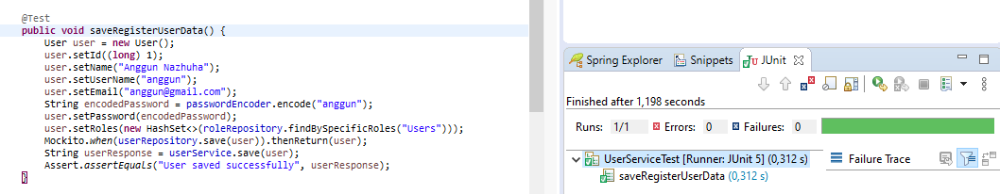 @Test
public void saveRegisterUserData() {
User user = new User();
user.setId((long) 1);
user.setName("Anggun Nazhuha");
user.setUserName("anggun");
user.setEmail("anggun@gmail.com");
String encodedPassword = passwordEncoder.encode("anggun");
user.setPassword(encodedPassword);
user.setRoles(new HashSet<>(roleRepository.findBySpecificRoles("Users")));
Mockito.when(userRepository.save(user)).thenReturn(user);
String userResponse = userService.save(user);
Assert.assertEquals("User saved successfully", userResponse);
}
Spring Explorer Snippets JUnit
Finished after 1,198 seconds
Runs: 1/1 Errors: 0 Failures: 0
UserServiceTest [Runner: JUnit 5] (0,312 s)
saveRegisterUserData (0,312 s)
Failure Trace